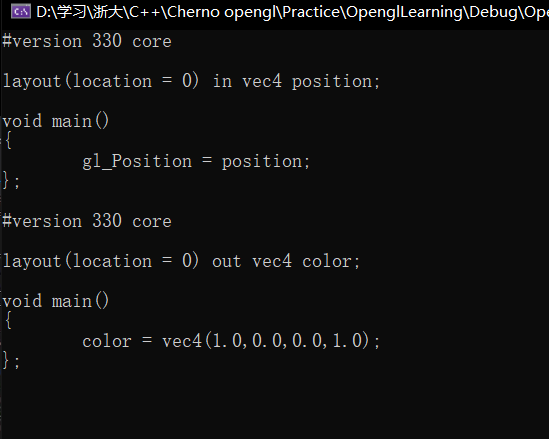 D:\学习\浙大\C++\Cherno opengl\Practice\OpenglLearning\Debug\Ope
#version 330 core
layout(location = 0) in vec4 position;
void main()
{
gl_Position = position;
};
#version 330 core
layout(location = 0) out vec4 color;
void main()
{
color = vec4(1.0,0.0,0.0,1.0);
};